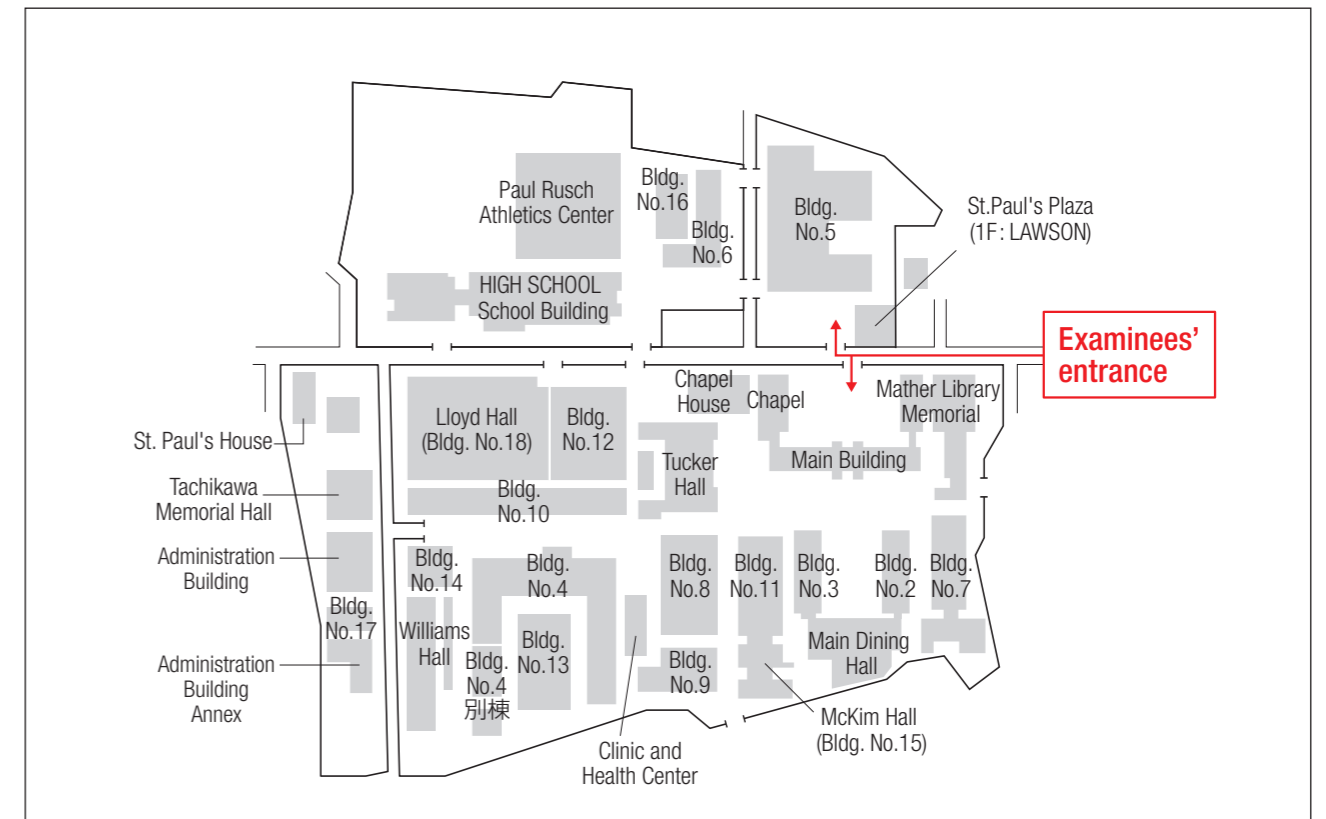 Paul Rusch
Athletics Center
Bldg.
No.16
Bldg.
No.6
Bldg.
No.5
St.Paul's Plaza
(1F: LAWSON)
HIGH SCHOOL
School Building
Examinees’
entrance
St. Paul's House
Lloyd Hall
(Bldg. No.18)
Bldg.
No.12
Chapel
House
Chapel
Mather Library
Memorial
Main Building
Tucker
Hall
Tachikawa
Memorial Hall
Bldg.
No.10
Administration
Building
Bldg.
No.14
Bldg.
No.4
Bldg.
No.8
Bldg.
No.11
Bldg.
No.3
Bldg.
No.2
Bldg.
No.7
Bldg.
No.17
Williams
Hall
Bldg.
No.4
別棟
Bldg.
No.13
Bldg.
No.9
Main Dining
Hall
Administration
Building
Annex
Clinic and
Health Center
McKim Hall
(Bldg. No.15)